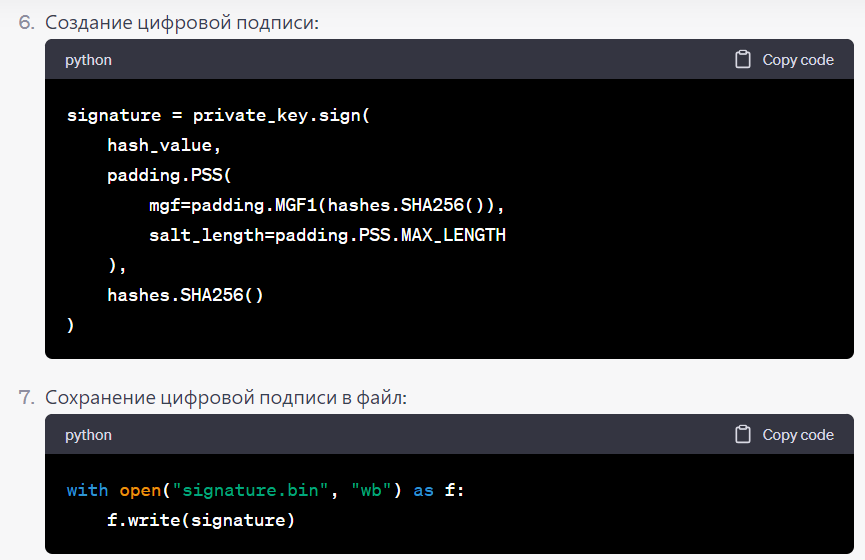 6. Создание цифровой подписи:
python
Copy code
signature = private_key.sign(
    hash_value,
    padding.PSS(
        mgf=padding.MGF1(hashes.SHA256()),
        salt_length=padding.PSS.MAX_LENGTH
    ),
    hashes.SHA256()
)
7. Сохранение цифровой подписи в файл:
python
Copy code
with open("signature.bin", "wb") as f:
    f.write(signature)